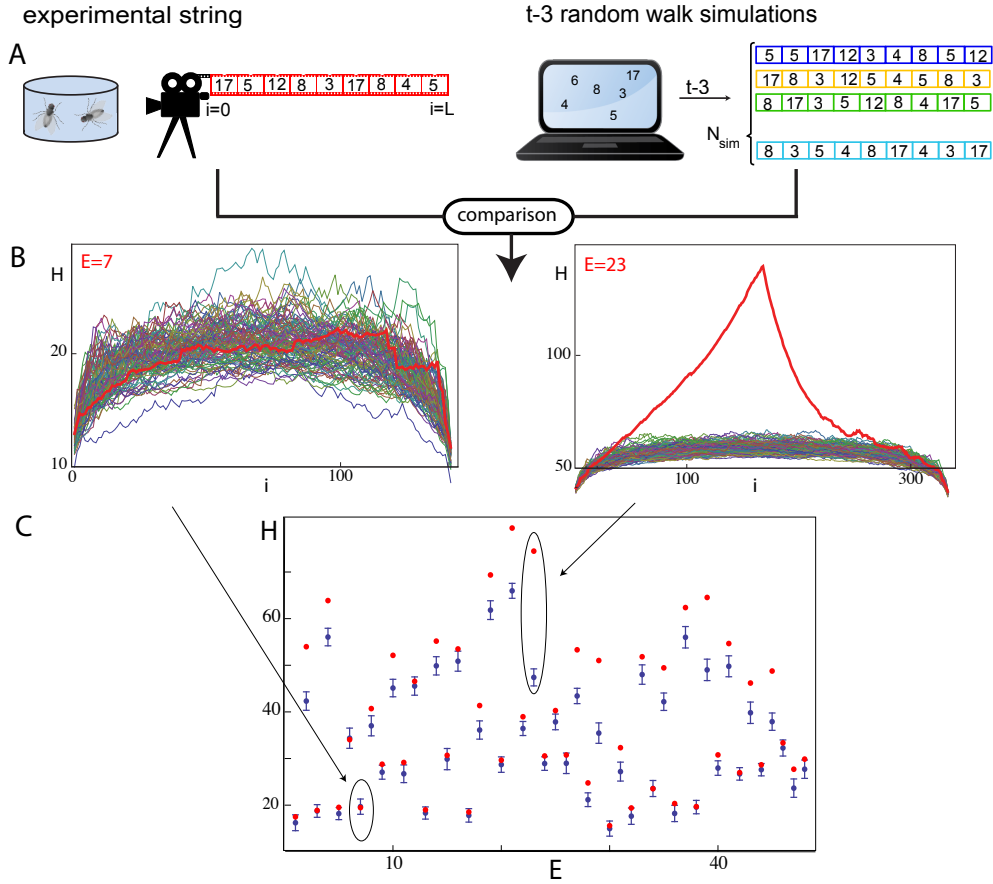 experimental string
t-3 random walk simulations
A
17 5 12 8 3 17 8 4 5
i=0
i=L
6 17
8 3
4
5
t-3
N_sim
5 5 17 12 3 4 8 5 12
17 8 3 12 5 4 5 8 3
8 17 3 5 12 8 4 17 5
8 3 5 4 8 17 4 3 17
comparison
B
H
E=7
20
10
0
100
i
H
E=23
100
50
100
i
300
C
H
60
40
20
10
40
E